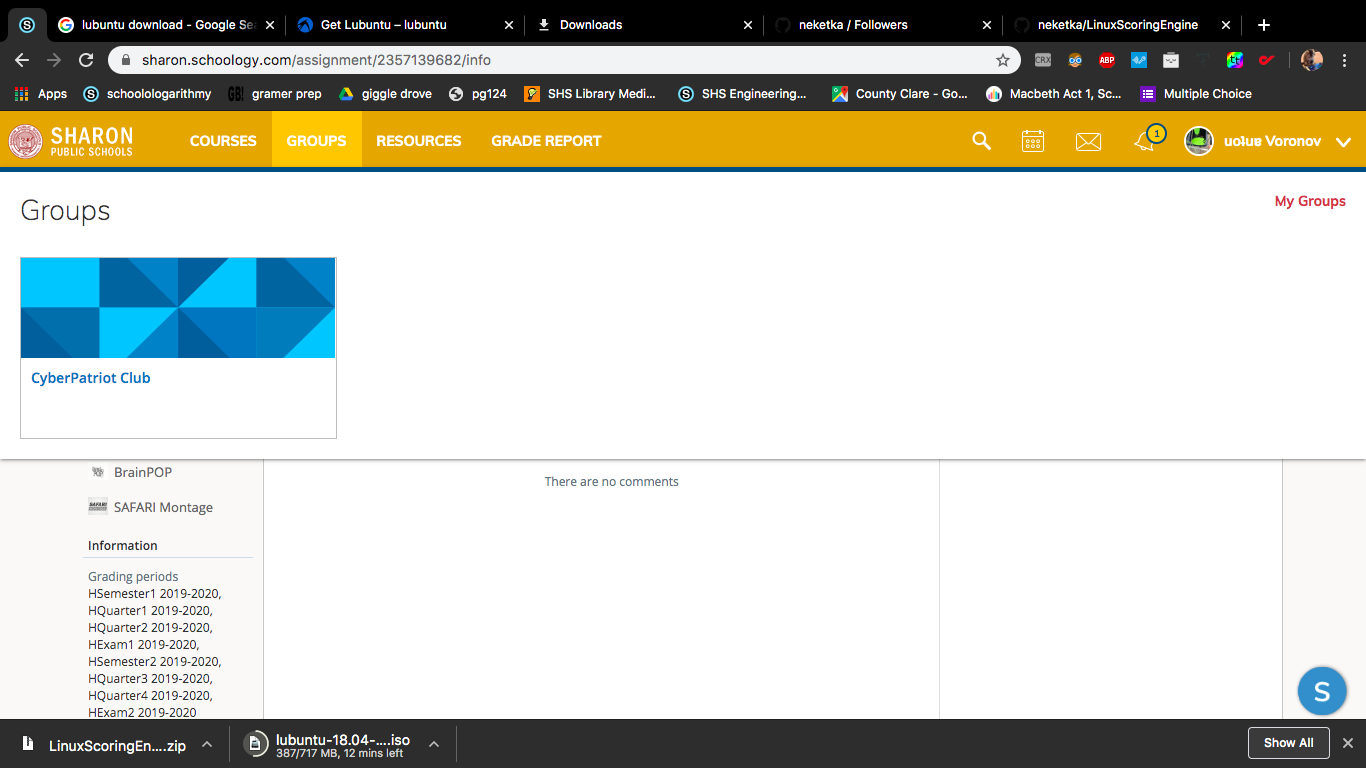 lubuntu download - Google Se
Get Lubuntu – lubuntu
Downloads
neketka / Followers
neketka/LinuxScoringEngine
sharon.schoology.com/assignment/2357139682/info
CRX
ABP
Apps
schoolologarithmy
GB!
gramer prep
giggle drove
pg124
SHS Library Medi...
SHS Engineering...
County Clare - Go...
Macbeth Act 1, Sc...
Multiple Choice
SHARON
PUBLIC SCHOOLS
COURSES
GROUPS
RESOURCES
GRADE REPORT
1
uoʇuɐ Voronov
Groups
My Groups
CyberPatriot Club
BrainPOP
SAFARI Montage
There are no comments
Information
Grading periods
HSemester1 2019-2020,
HQuarter1 2019-2020,
HQuarter2 2019-2020,
HExam1 2019-2020,
HSemester2 2019-2020,
HQuarter3 2019-2020,
HQuarter4 2019-2020,
HExam2 2019-2020
S
LinuxScoringEn....zip
lubuntu-18.04-....iso
387/717 MB, 12 mins left
Show All